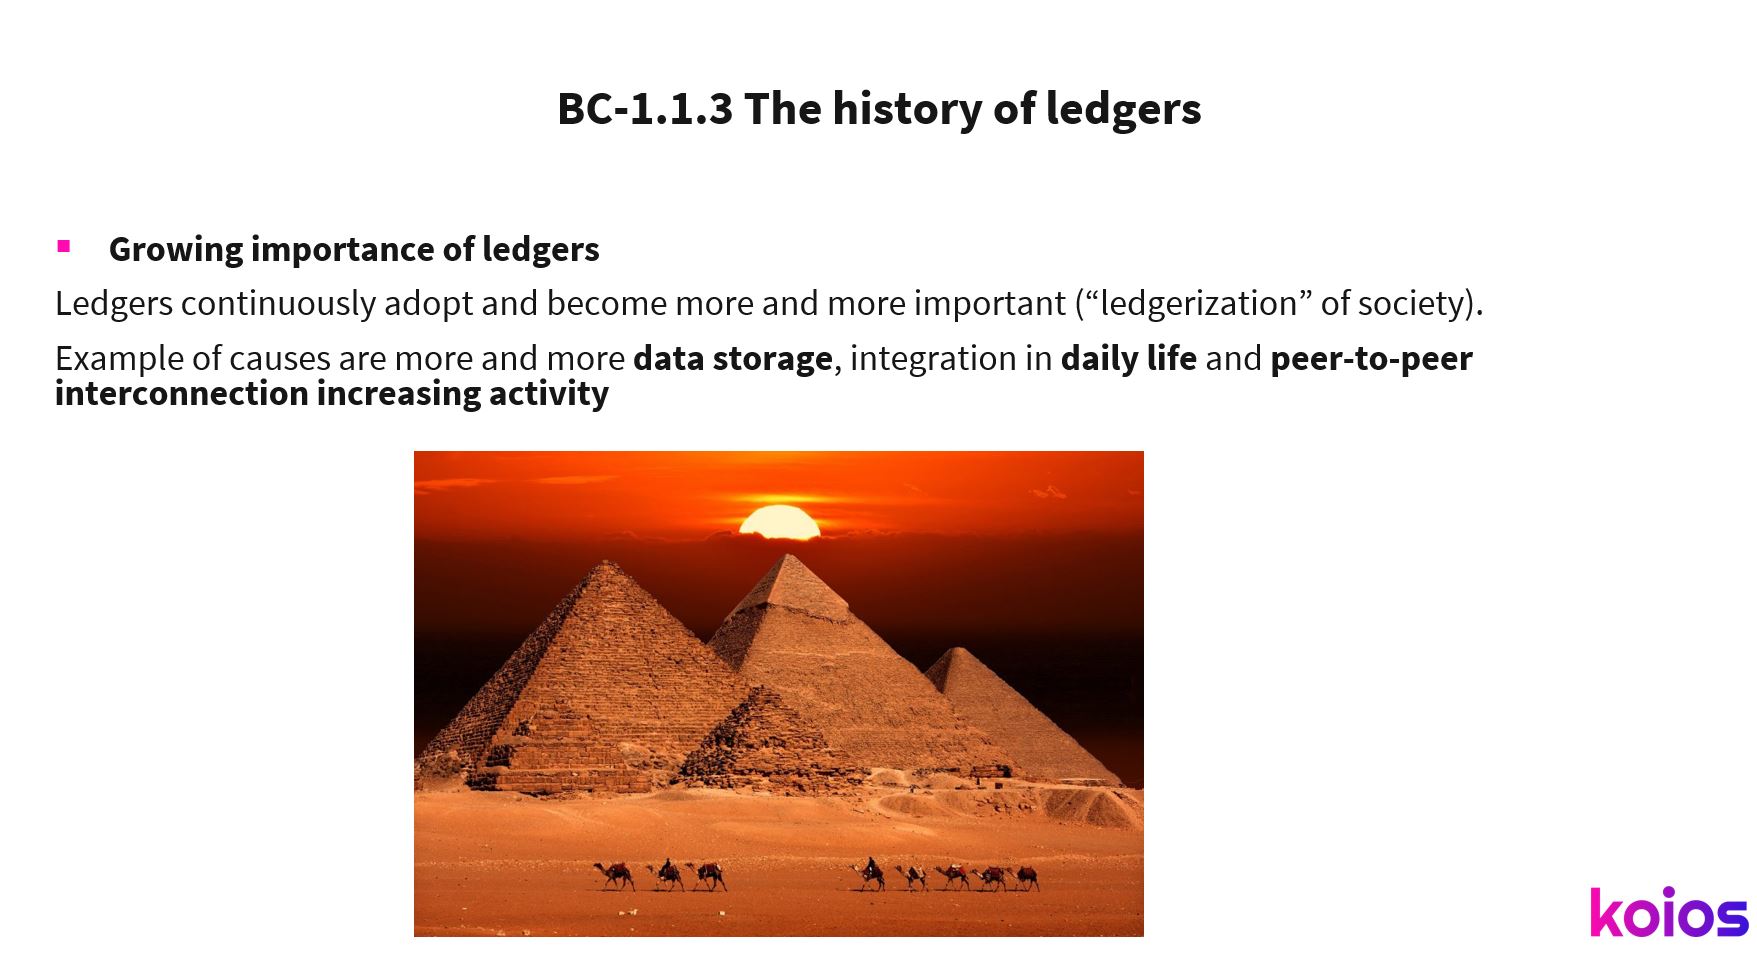 BC-1.1.3 The history of ledgers
Growing importance of ledgers
Ledgers continuously adopt and become more and more important (“ledgerization” of society).
Example of causes are more and more data storage, integration in daily life and peer-to-peer
interconnection increasing activity
koios